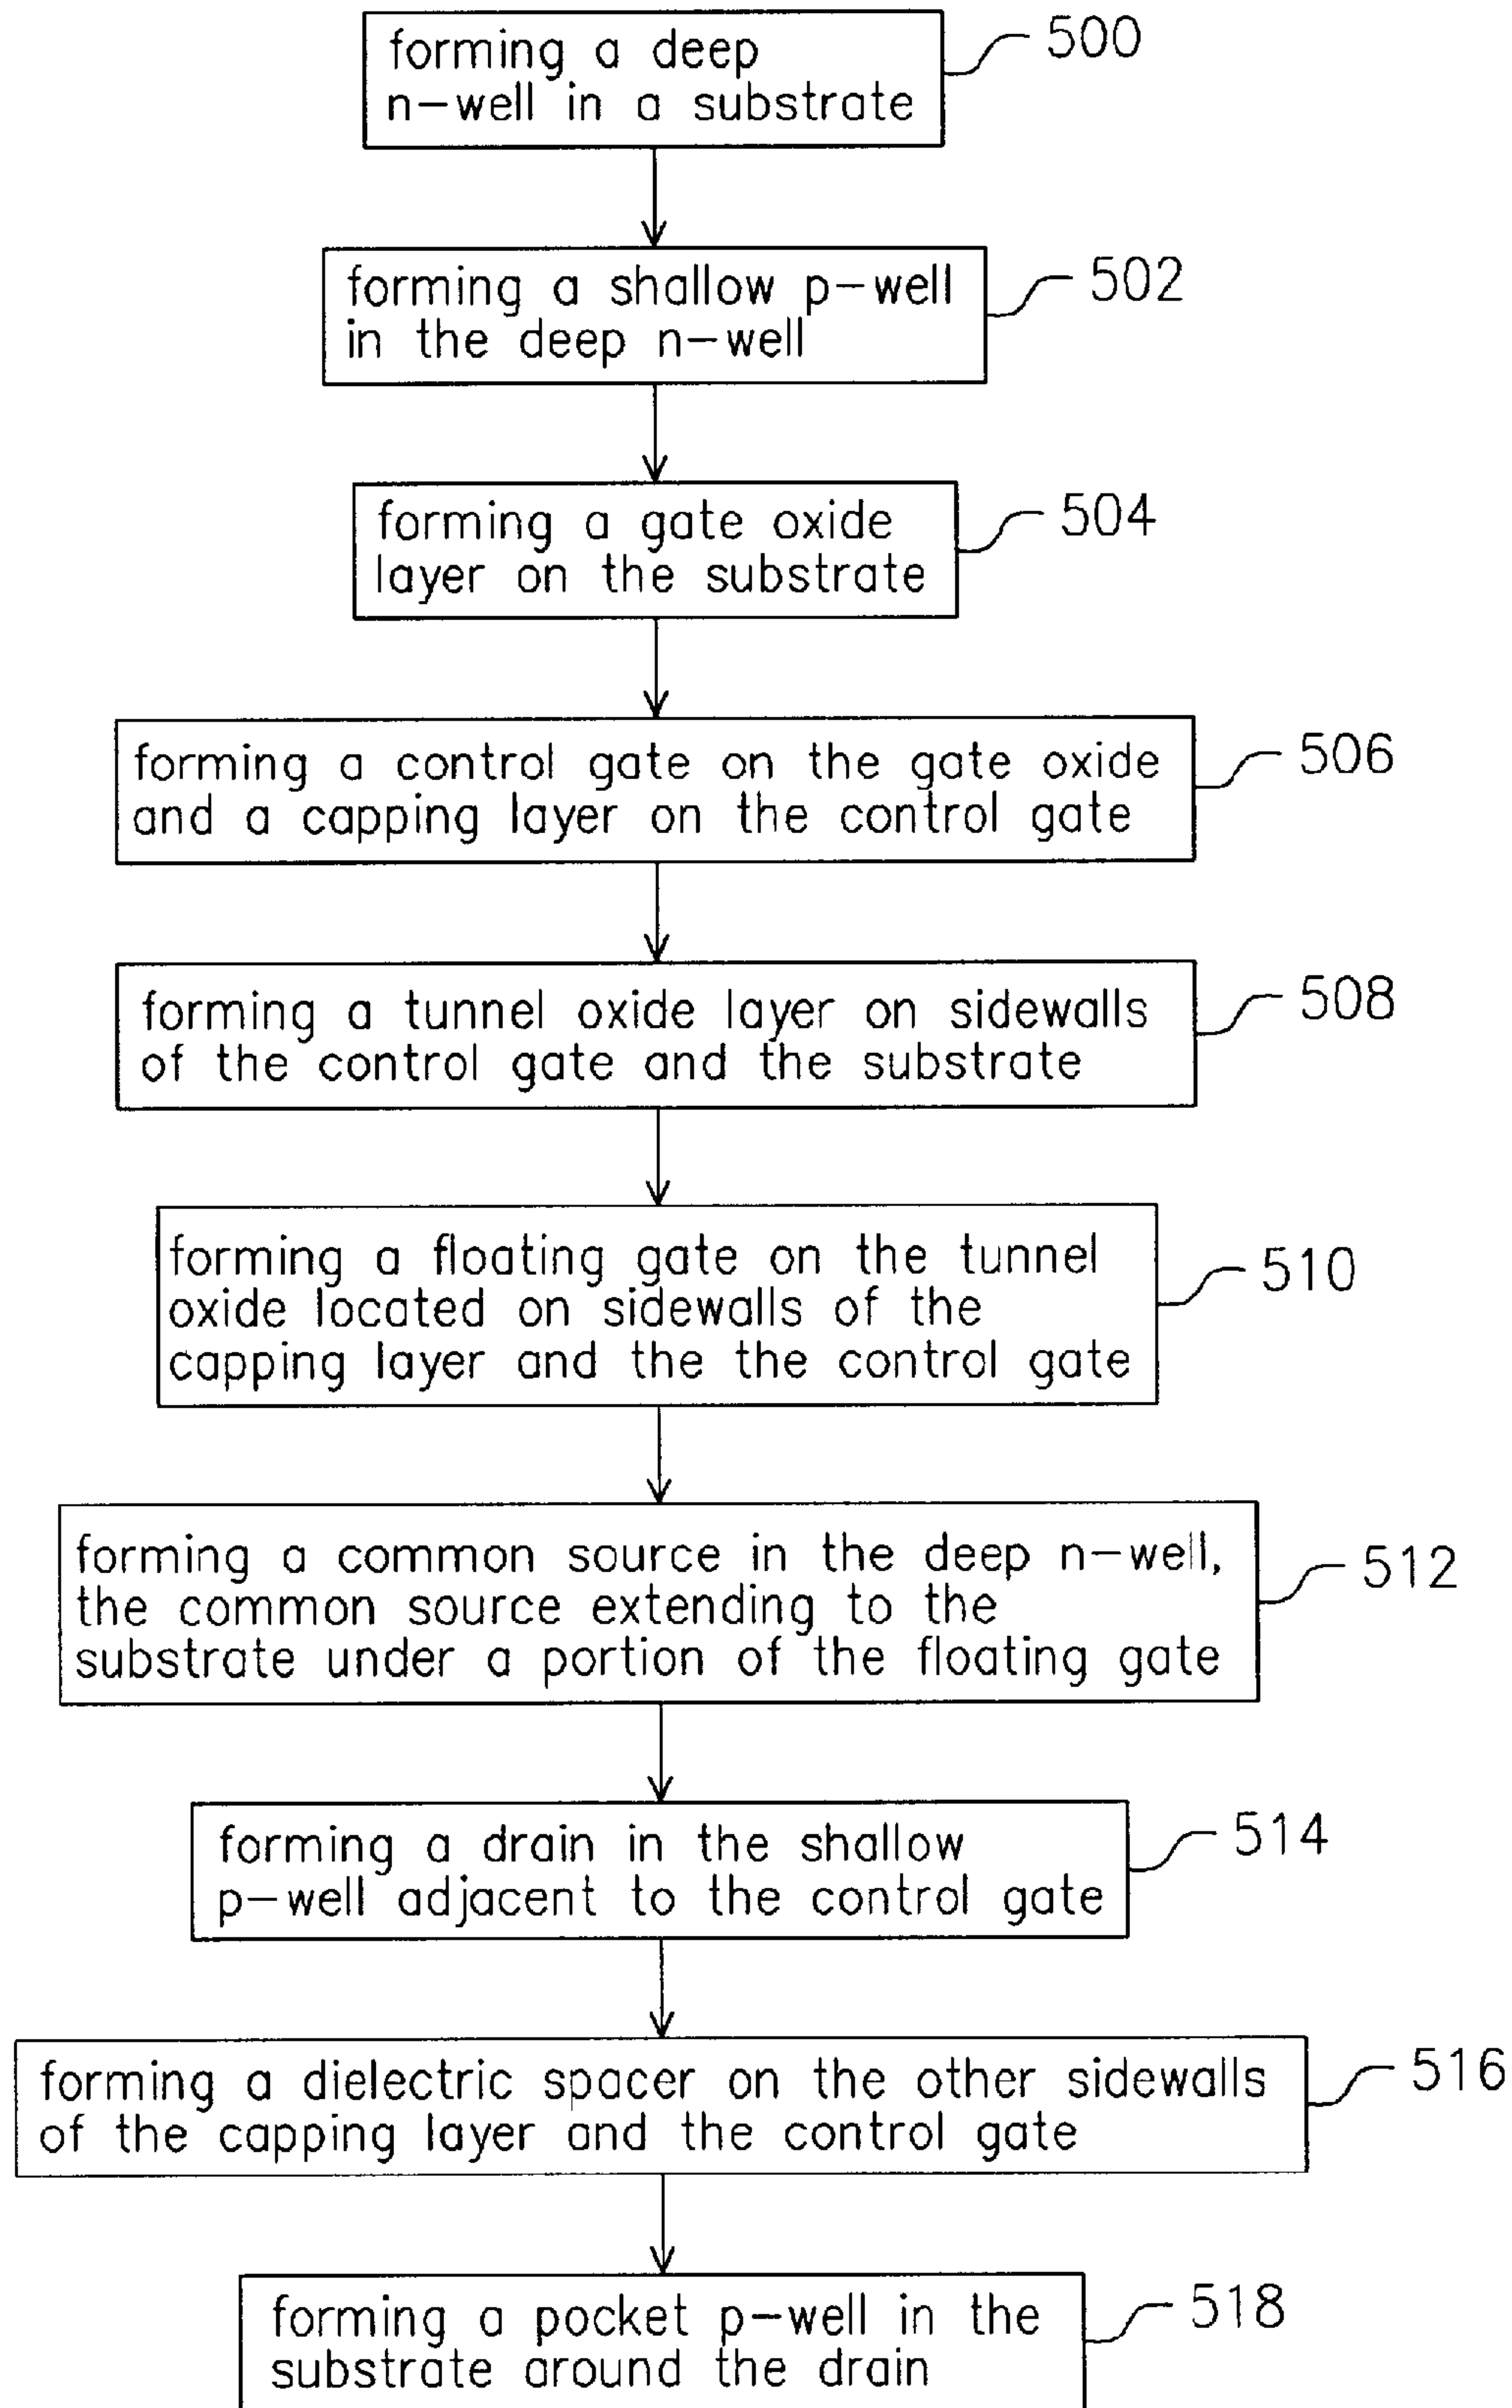 forming a deep
n-well in a substrate
500
forming a shallow p-well
in the deep n-well
502
forming a gate oxide
layer on the substrate
504
forming a control gate on the gate oxide
and a capping layer on the control gate
506
forming a tunnel oxide layer on sidewalls
of the control gate and the substrate
508
forming a floating gate on the tunnel
oxide located on sidewalls of the
capping layer and the the control gate
510
forming a common source in the deep n-well,
the common source extending to the
substrate under a portion of the floating gate
512
forming a drain in the shallow
p-well adjacent to the control gate
514
forming a dielectric spacer on the other sidewalls
of the capping layer and the control gate
516
forming a pocket p-well in the
substrate around the drain
518